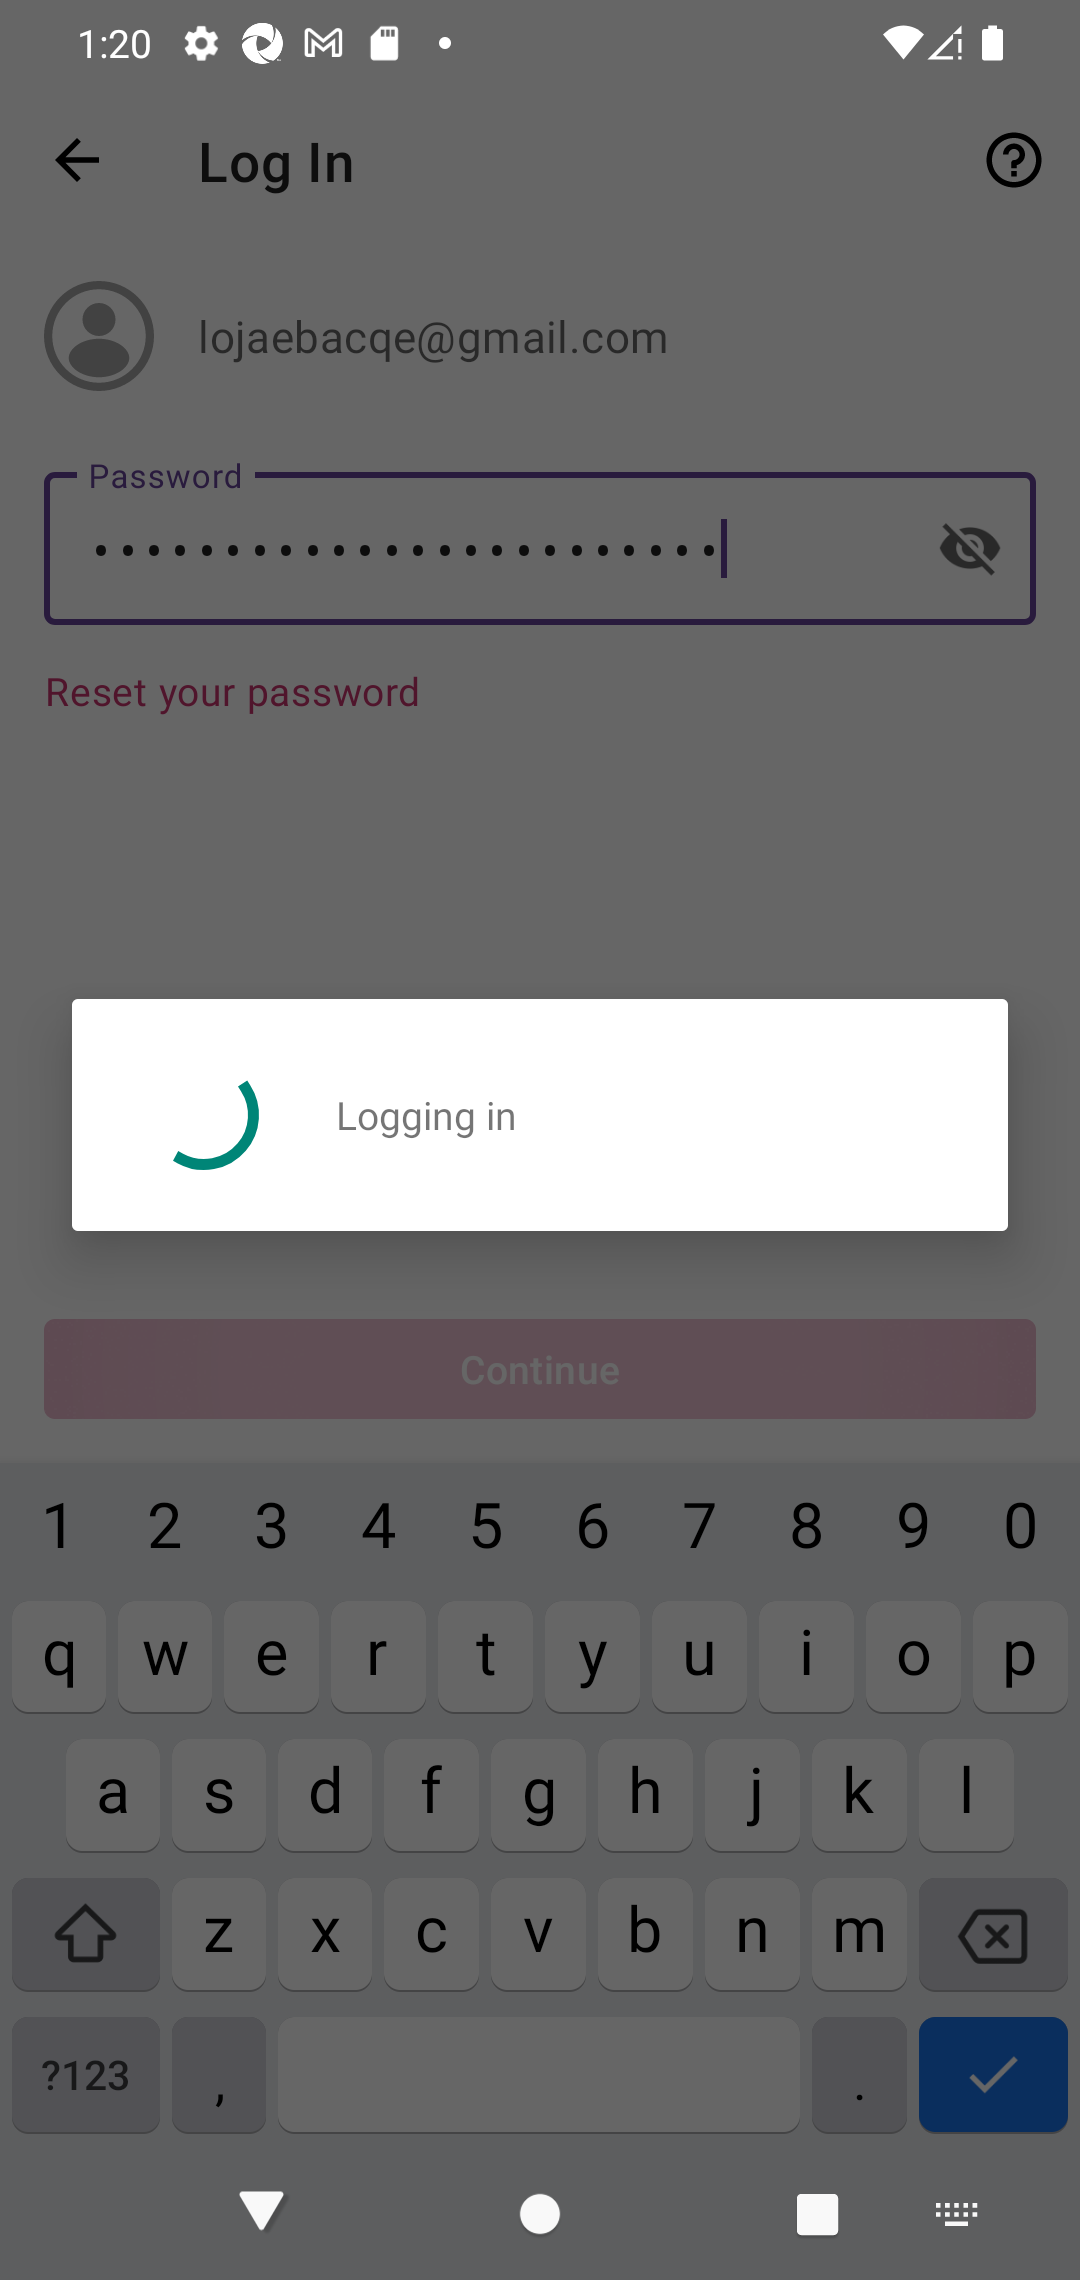 1:20
Log In
lojaebacqe@gmail.com
Password
••••••••••••••••••••••••
Reset your password
Logging in
Continue
1 2 3 4 5 6 7 8 9 0
q w e r t y u i o p
a s d f g h j k l
z x c v b n m
?123 , .